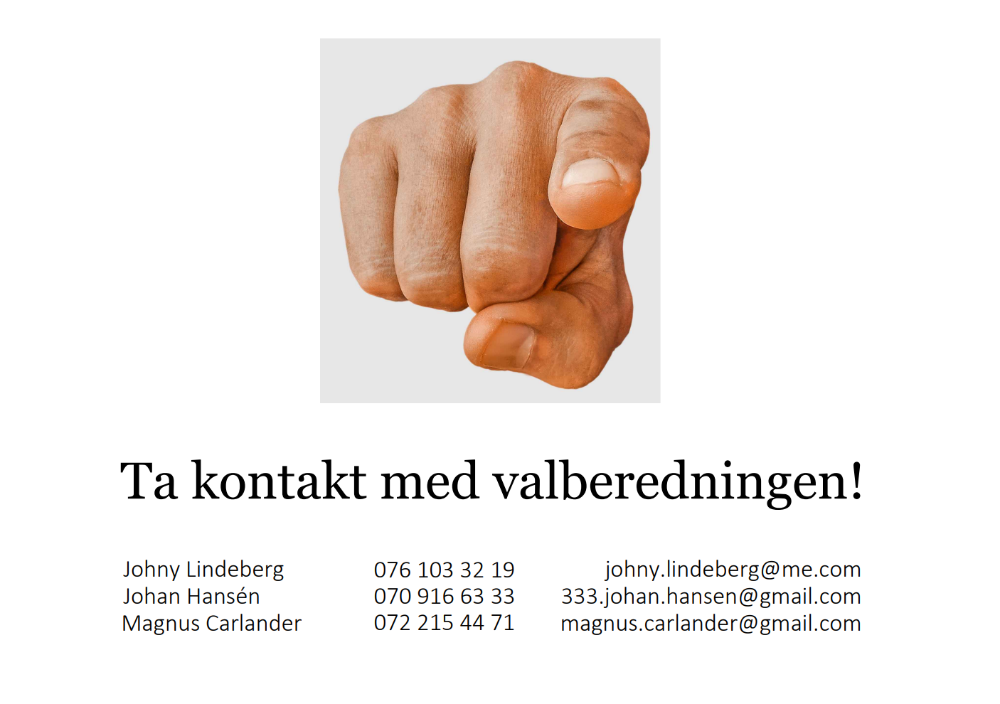 Ta kontakt med valberedningen!
Johny Lindeberg 076 103 32 19 johny.lindeberg@me.com
Johan Hansén 070 916 63 33 333.johan.hansen@gmail.com
Magnus Carlander 072 215 44 71 magnus.carlander@gmail.com